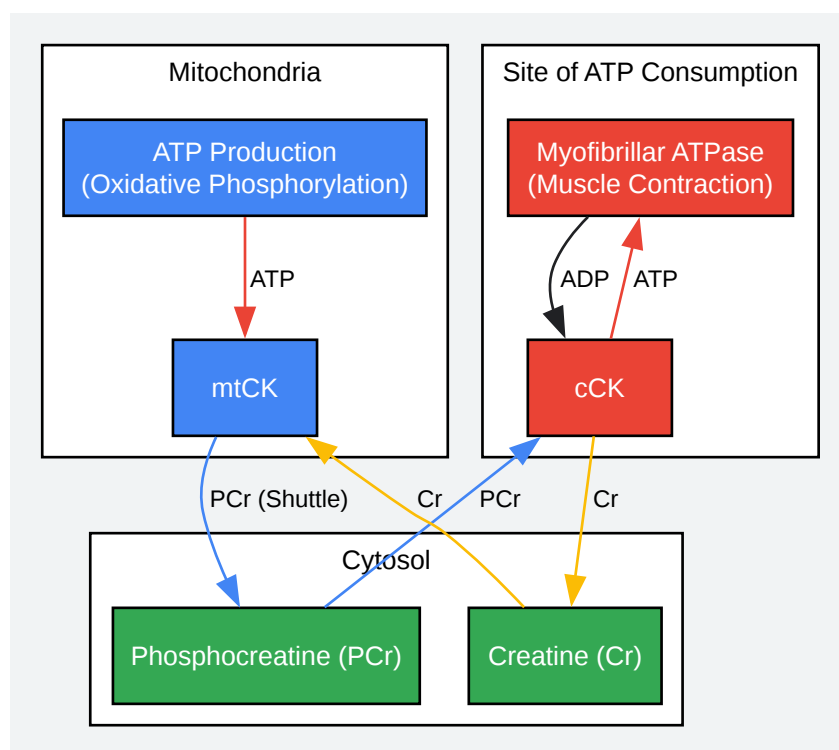 Mitochondria
ATP Production
(Oxidative Phosphorylation)
ATP
mtCK
Site of ATP Consumption
Myofibrillar ATPase
(Muscle Contraction)
ADP
ATP
cCK
PCr (Shuttle)
Cr
PCr
Cr
Cytosol
Phosphocreatine (PCr)
Creatine (Cr)